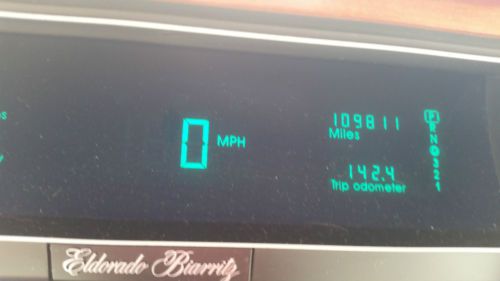 0 MPH
109811
Miles
142.4
Trip odometer
P
R
N
D
3
2
1
Eldorado Biarritz